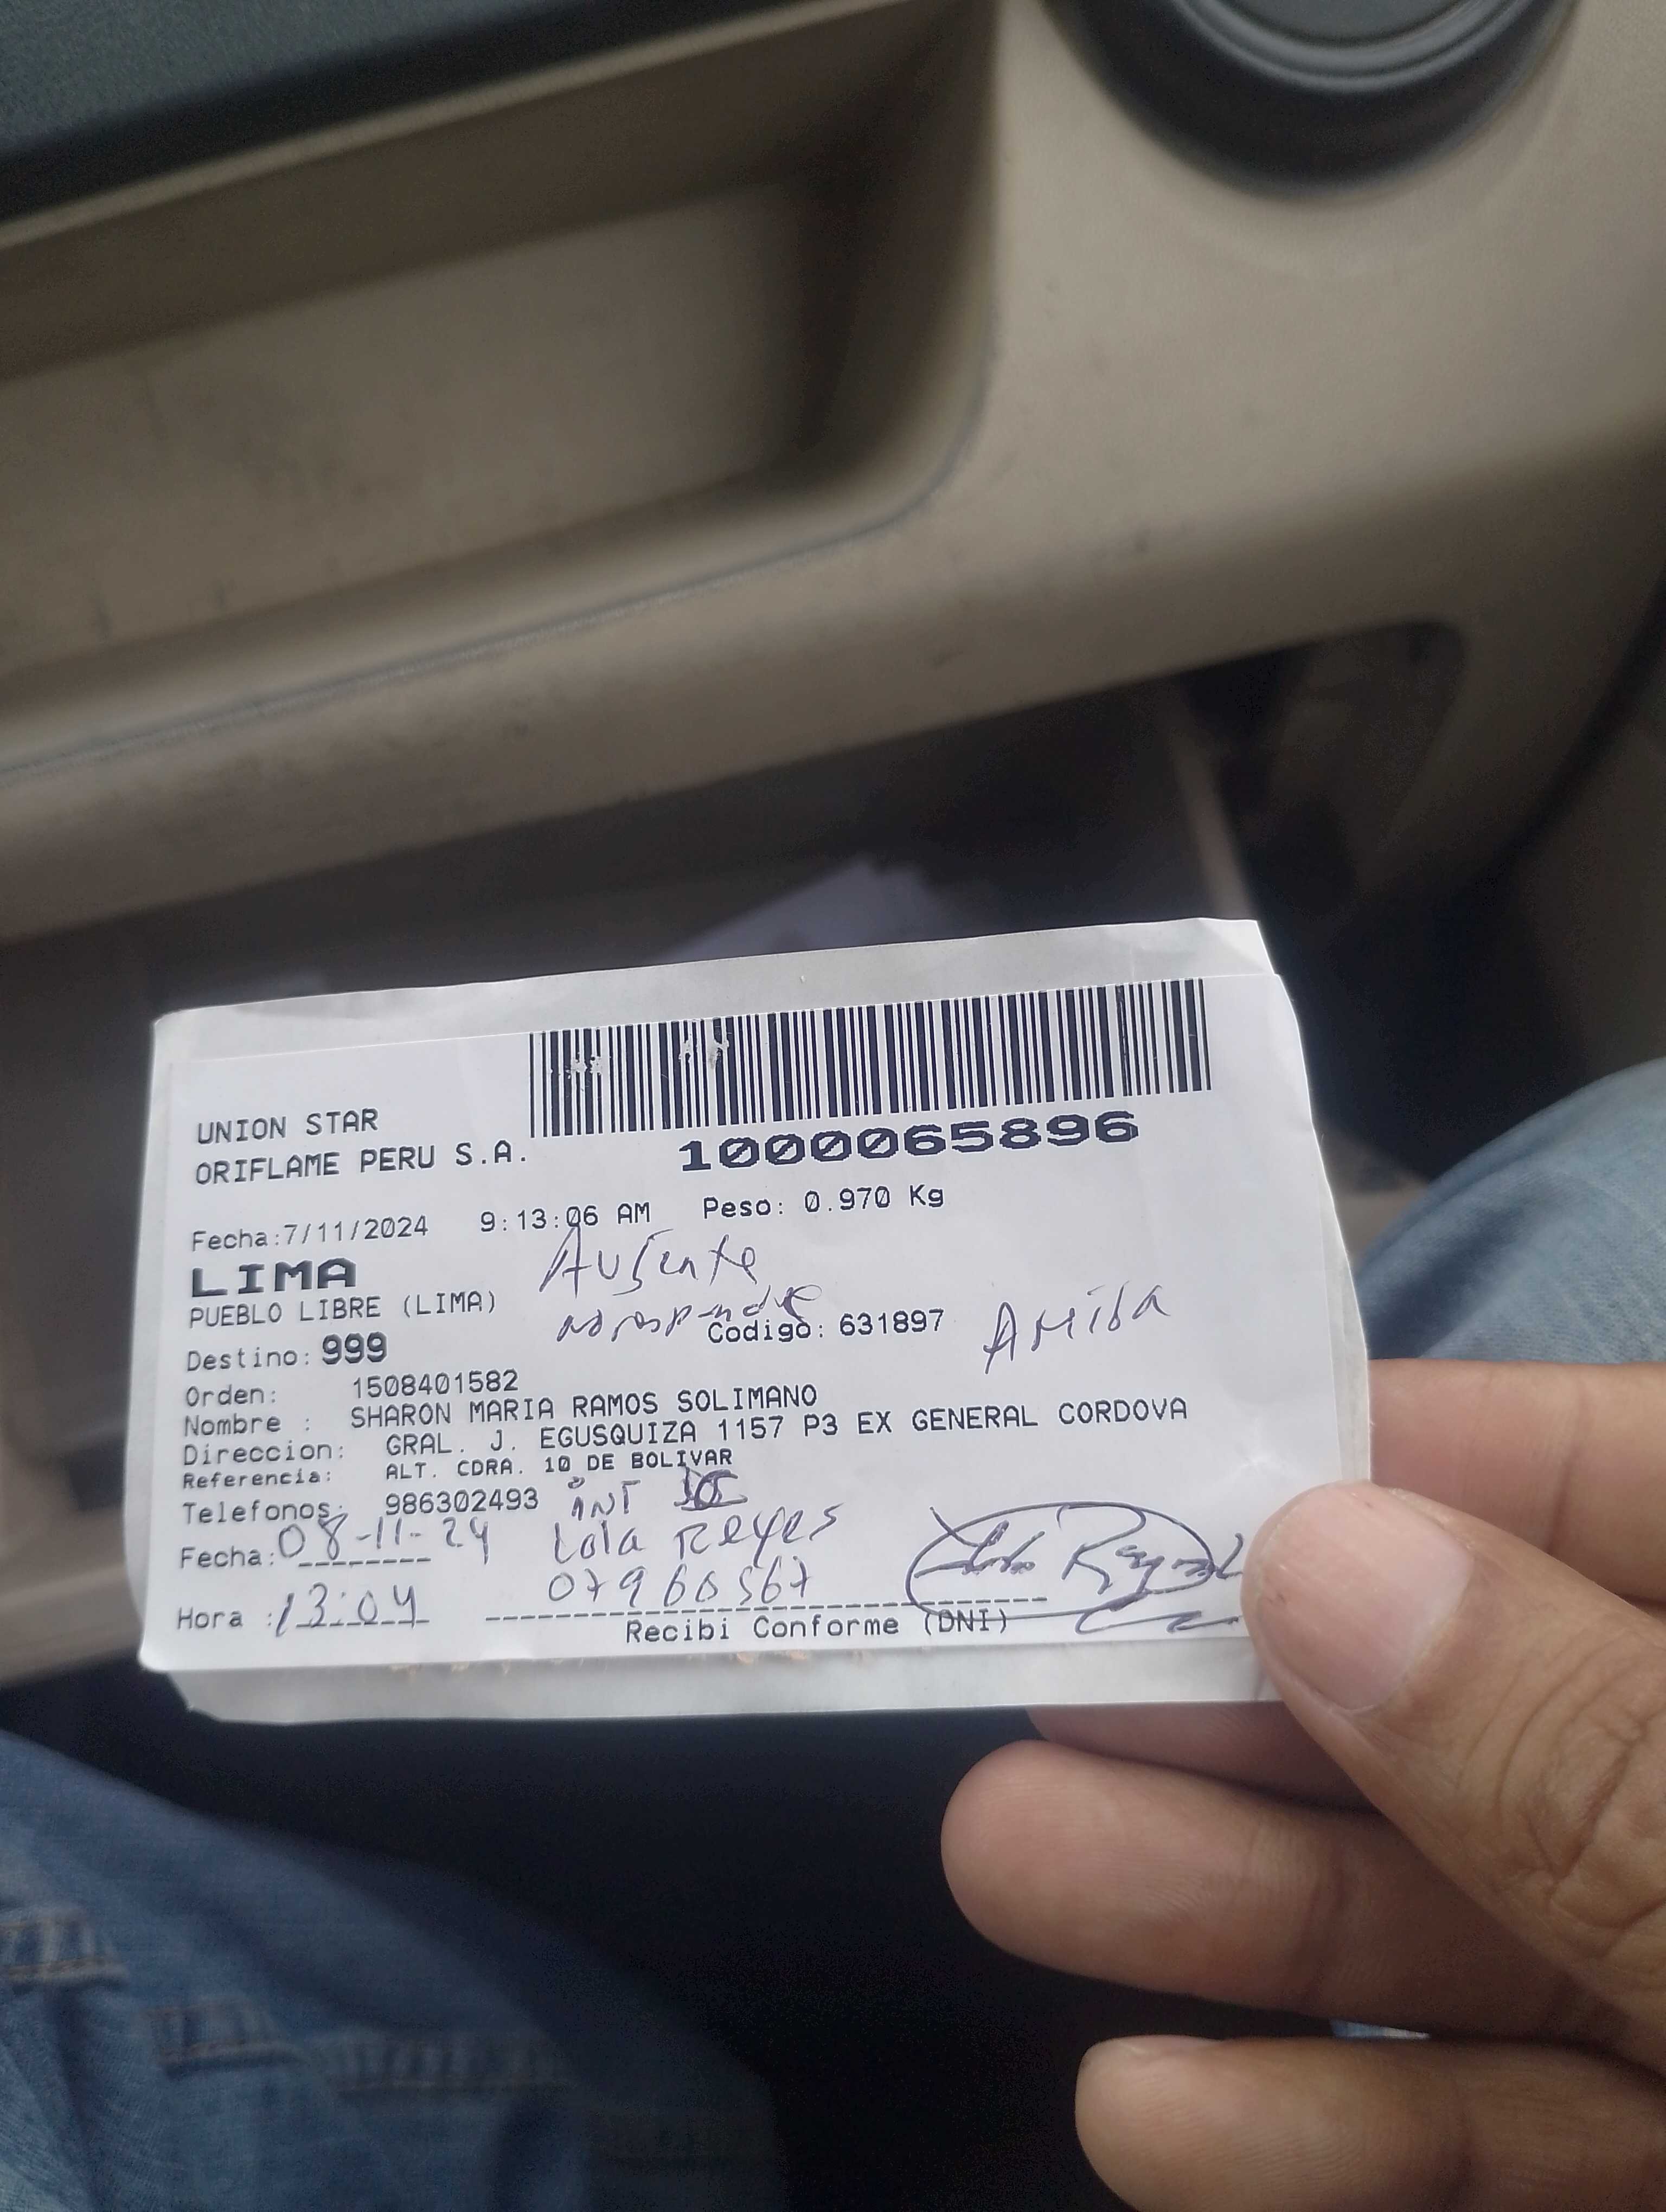 UNION STAR
ORIFLAME PERU S.A.
1000065896
Fecha:7/11/2024 9:13:06 AM Peso: 0.970 Kg
LIMA
Ausente
PUEBLO LIBRE (LIMA)
no responde
Codigo: 631897
Arriba
Destino: 999
Orden: 1508401582
Nombre : SHARON MARIA RAMOS SOLIMANO
Direccion: GRAL. J. EGUSQUIZA 1157 P3 EX GENERAL CORDOVA
Referencia: ALT. CDRA. 10 DE BOLIVAR
Telefonos: 986302493 INT
Fecha: 08-11-24 Lola Reyes
07960567
Hora : 13:04
Recibi Conforme (DNI)